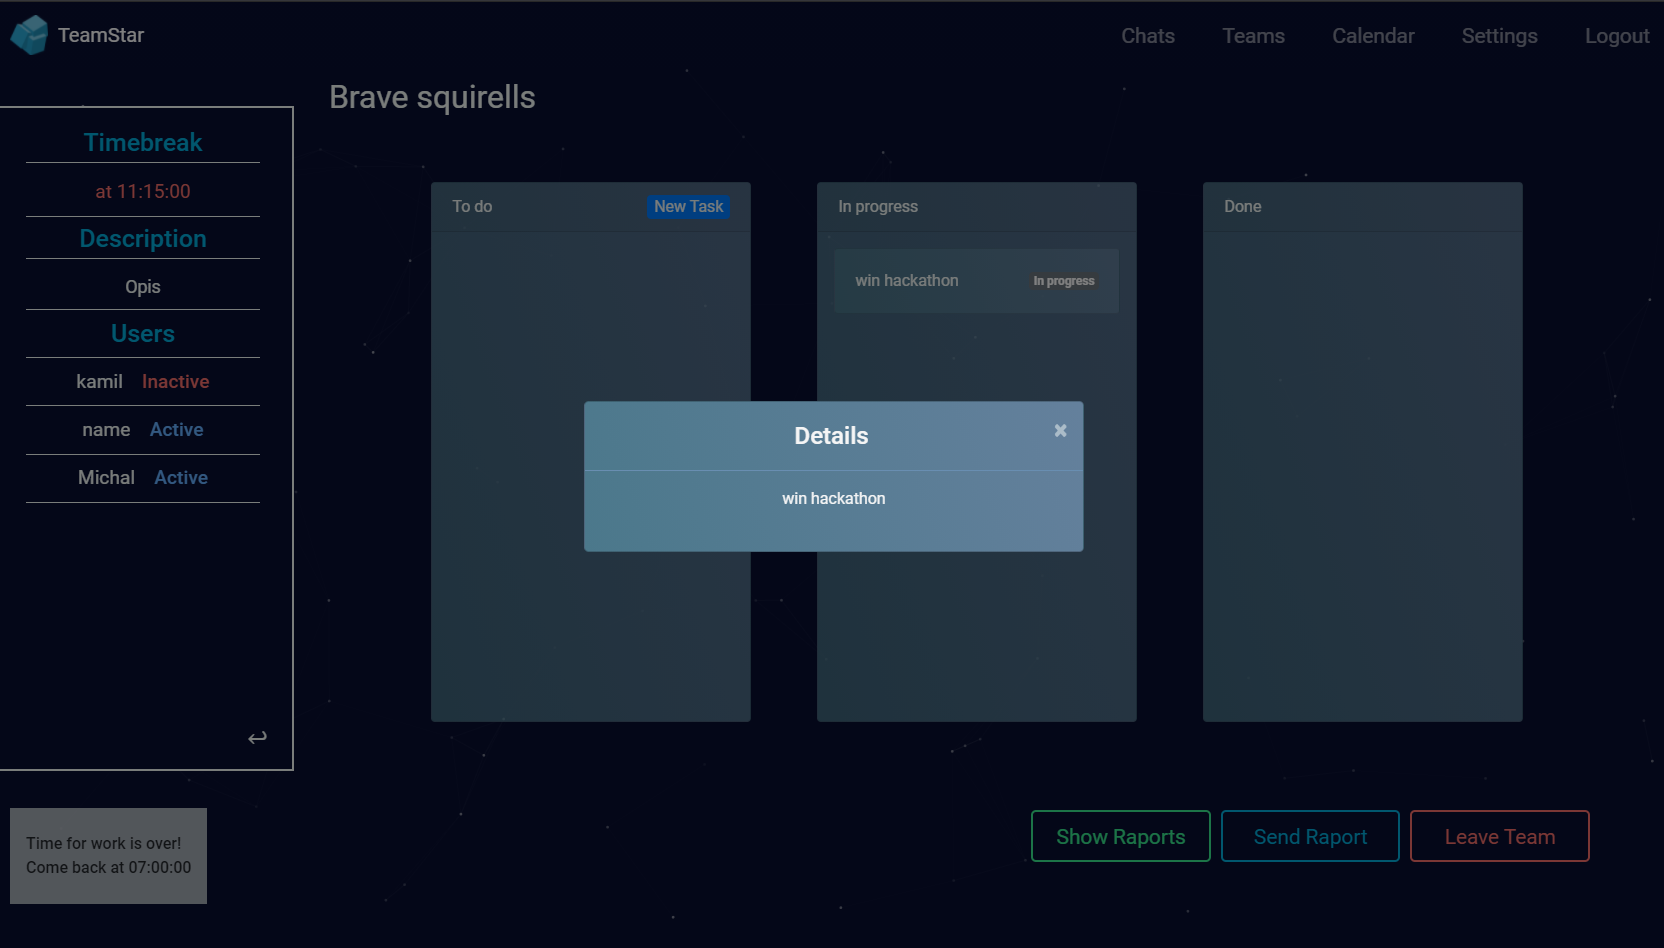 TeamStar
Chats
Teams
Calendar
Settings
Logout
Brave squirells
Timebreak
at 11:15:00
Description
Opis
Users
kamil Inactive
name Active
Michal Active
To do
New Task
In progress
win hackathon
In progress
Done
Details
×
win hackathon
Time for work is over!
Come back at 07:00:00
Show Raports
Send Raport
Leave Team